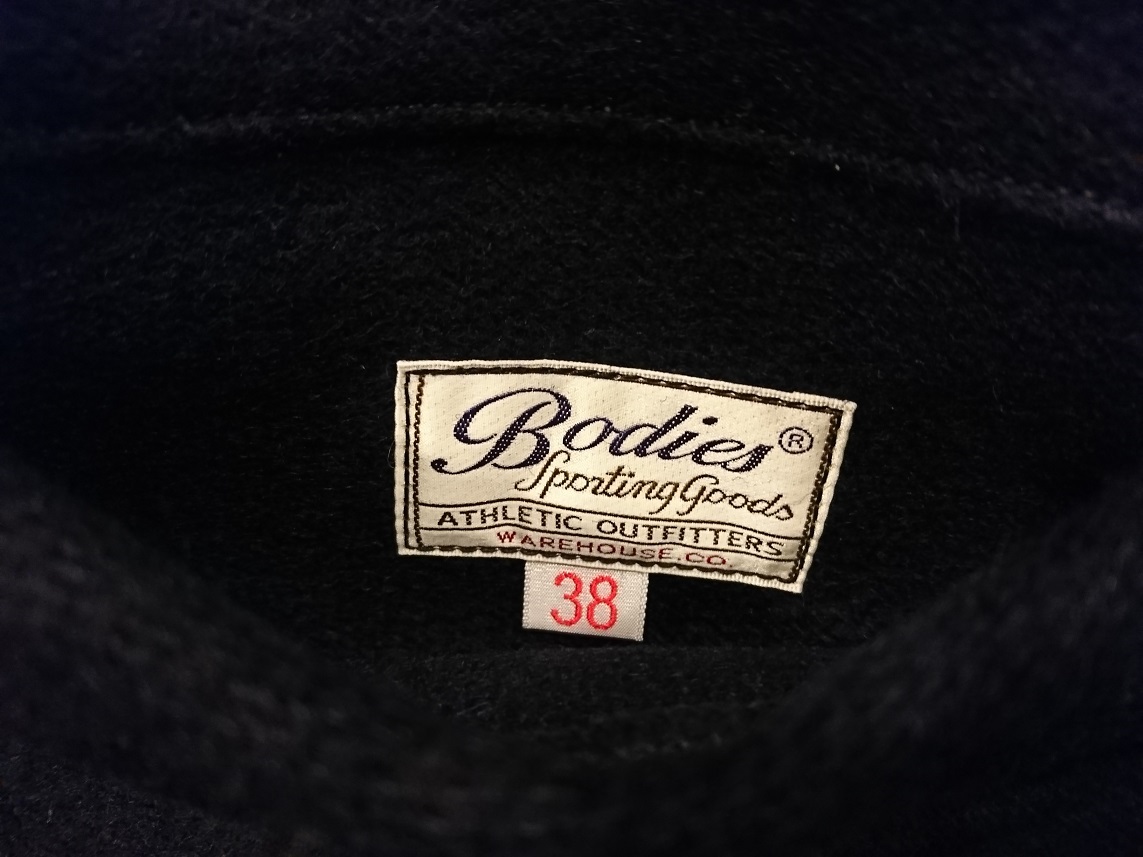 Bodies®
Sporting Goods
ATHLETIC OUTFITTERS
WAREHOUSE.CO.
38